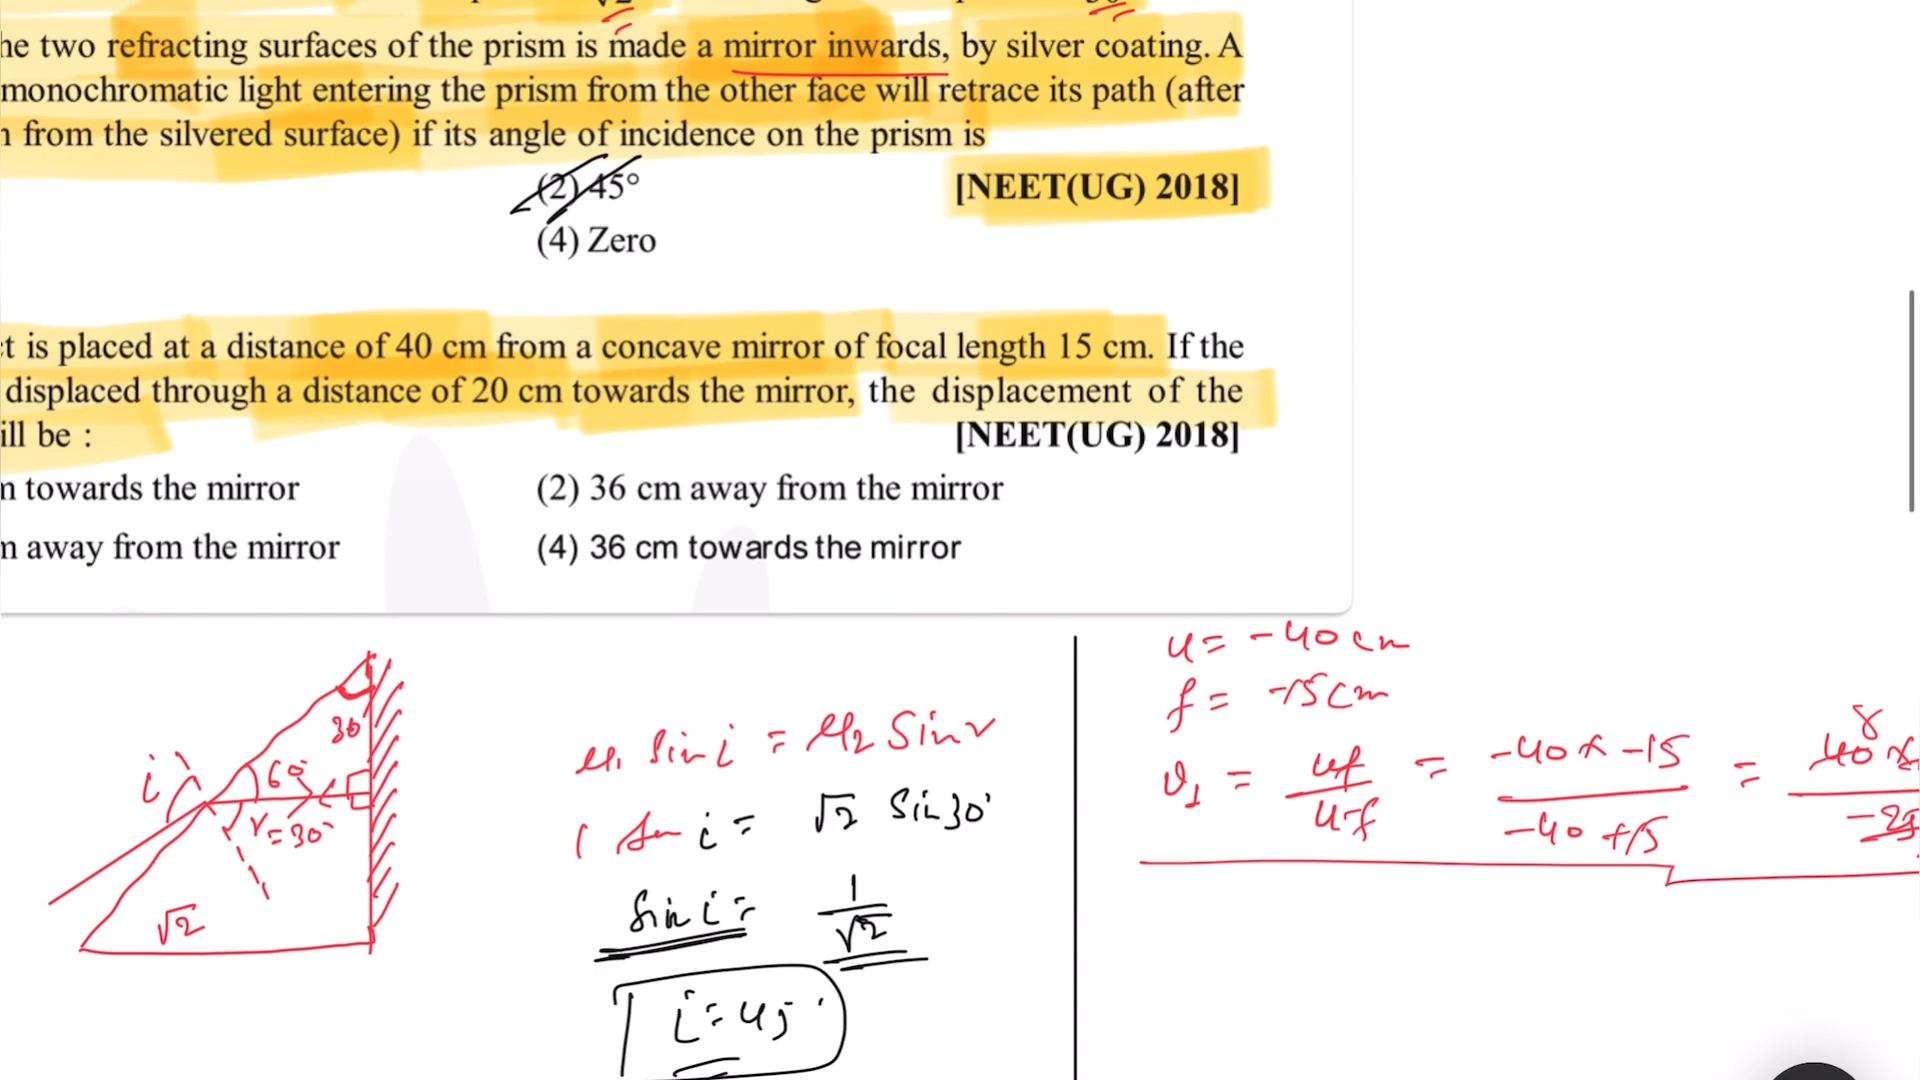 he two refracting surfaces of the prism is made a mirror inwards, by silver coating. A
monochromatic light entering the prism from the other face will retrace its path (after
n from the silvered surface) if its angle of incidence on the prism is
(2) 45°
[NEET(UG) 2018]
(4) Zero
t is placed at a distance of 40 cm from a concave mirror of focal length 15 cm. If the
displaced through a distance of 20 cm towards the mirror, the displacement of the
ill be :
[NEET(UG) 2018]
n towards the mirror
(2) 36 cm away from the mirror
n away from the mirror
(4) 36 cm towards the mirror
30
i
60
r = 30°
√2
μ₁ sin i = μ₂ sin r
1 sin i = √2 sin 30°
sin i = 1/√2
i = 45°
u = -40 cm
f = -15 cm
v₁ = uf/u-f = -40 x -15/-40 + 15 =